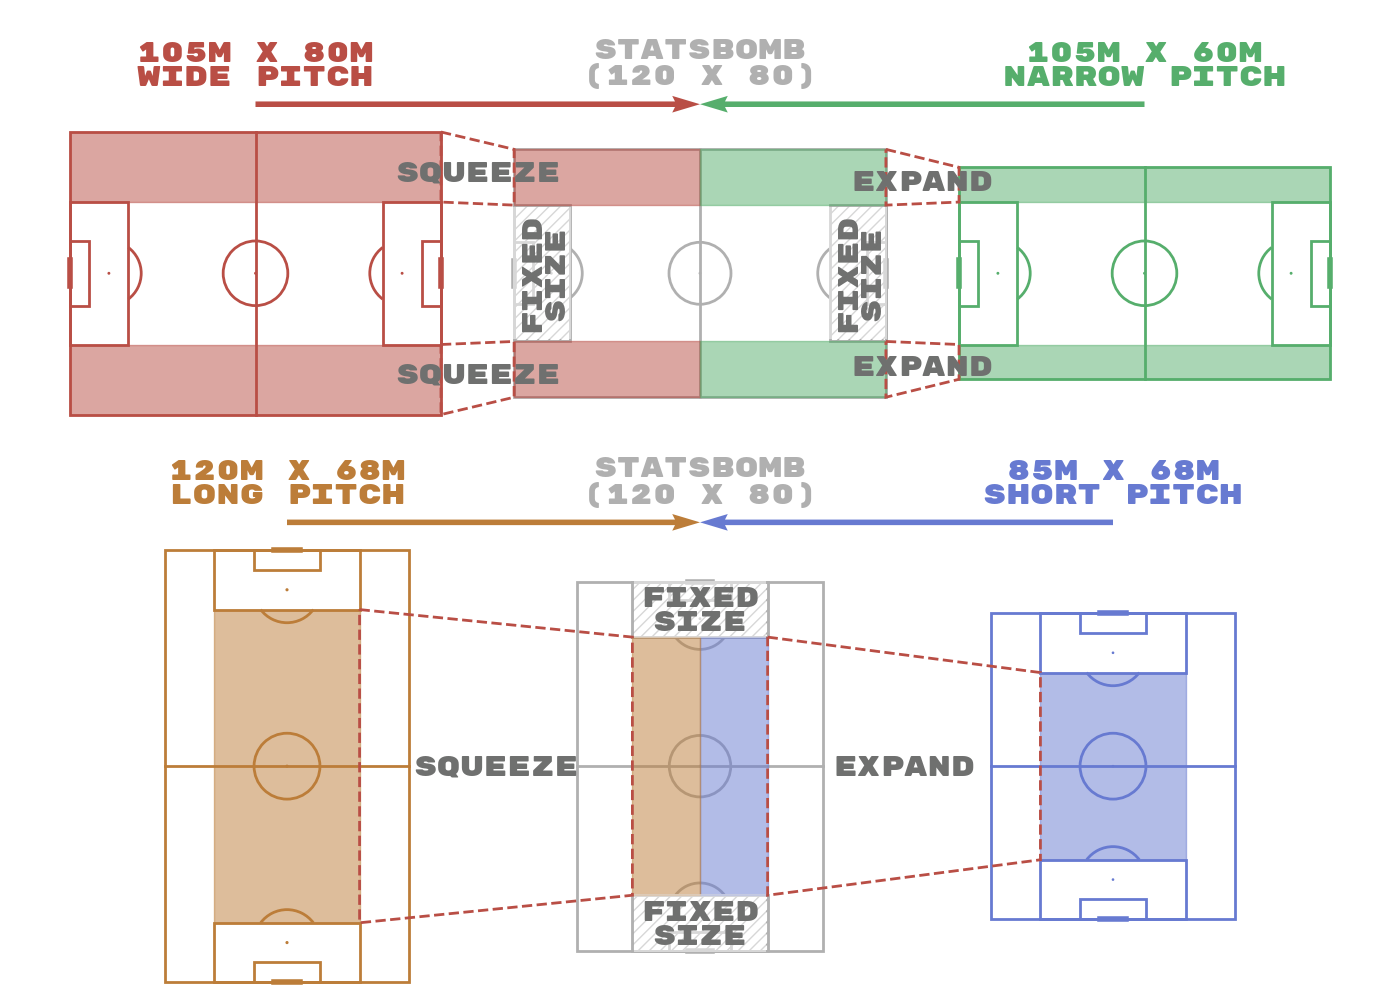 105M X 80M
WIDE PITCH
STATSBOMB
(120 X 80)
105M X 60M
NARROW PITCH
SQUEEZE
EXPAND
FIXED
SIZE
FIXED
SIZE
SQUEEZE
EXPAND
120M X 68M
LONG PITCH
STATSBOMB
(120 X 80)
85M X 68M
SHORT PITCH
FIXED
SIZE
SQUEEZE
EXPAND
FIXED
SIZE